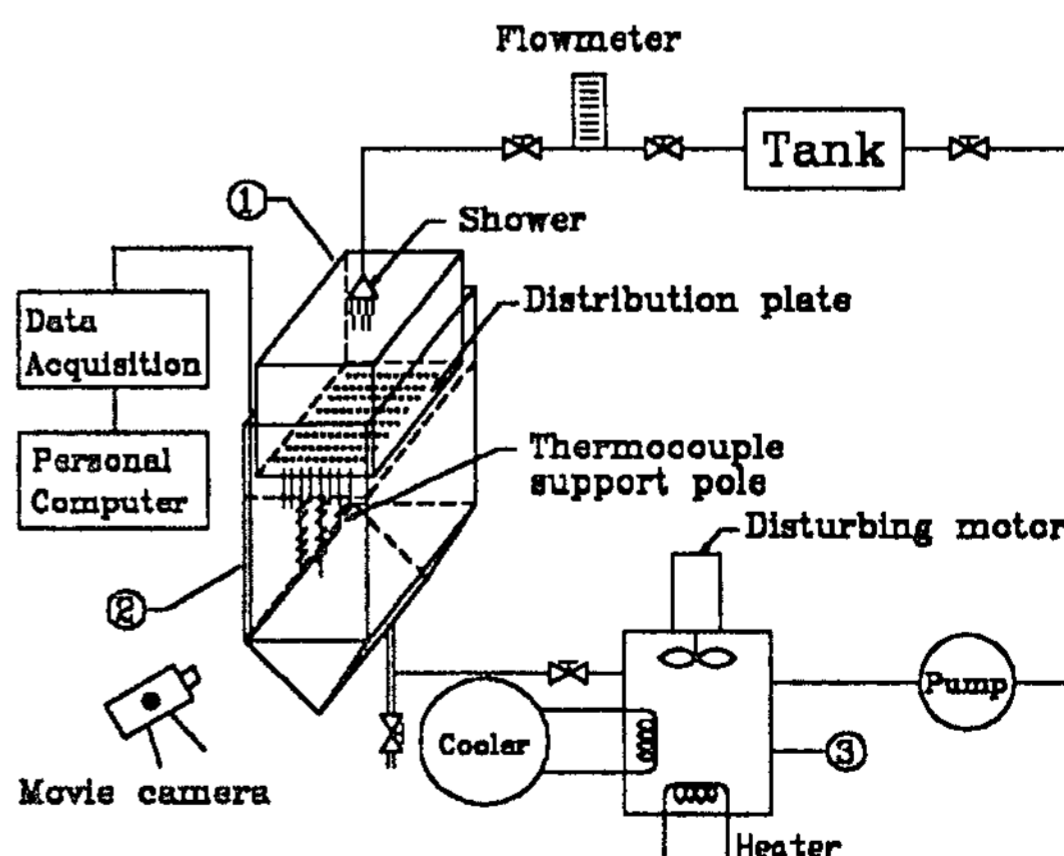 Flowmeter
Tank
①
Shower
Data
Acquisition
Distribution plate
Personal
Computer
Thermocouple
support pole
Disturbing motor
②
Pump
Cooler
③
Movie camera
Heater